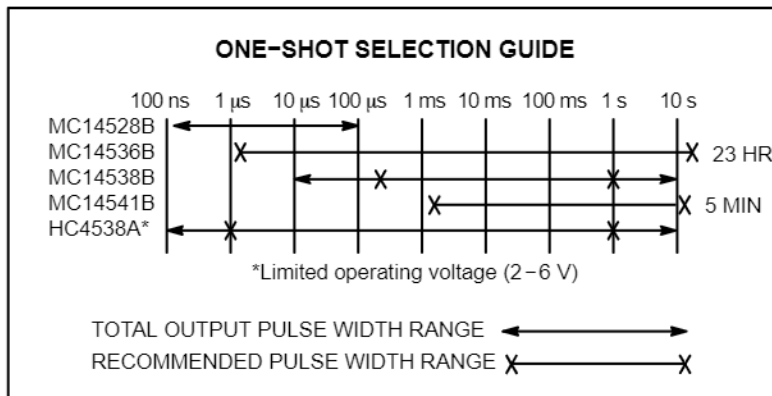 ONE−SHOT SELECTION GUIDE
100 ns 1 μs 10 μs 100 μs 1 ms 10 ms 100 ms 1 s 10 s
MC14528B
MC14536B 23 HR
MC14538B
MC14541B 5 MIN
HC4538A*
*Limited operating voltage (2−6 V)
TOTAL OUTPUT PULSE WIDTH RANGE
RECOMMENDED PULSE WIDTH RANGE